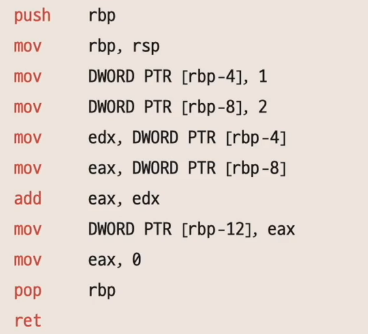 push rbp
mov rbp, rsp
mov DWORD PTR [rbp-4], 1
mov DWORD PTR [rbp-8], 2
mov edx, DWORD PTR [rbp-4]
mov eax, DWORD PTR [rbp-8]
add eax, edx
mov DWORD PTR [rbp-12], eax
mov eax, 0
pop rbp
ret